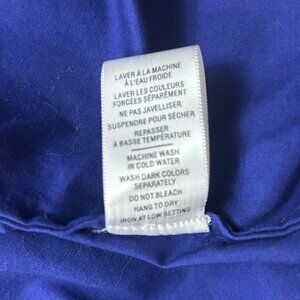 LAVER À LA MACHINE
À L'EAU FROIDE
LAVER LES COULEURS
FONCÉES SÉPARÉMENT
NE PAS JAVELLISER
SUSPENDRE POUR SÉCHER
REPASSER
À BASSE TEMPÉRATURE
MACHINE WASH
IN COLD WATER
WASH DARK COLORS
SEPARATELY
DO NOT BLEACH
HANG TO DRY
IRON AT LOW SETTING